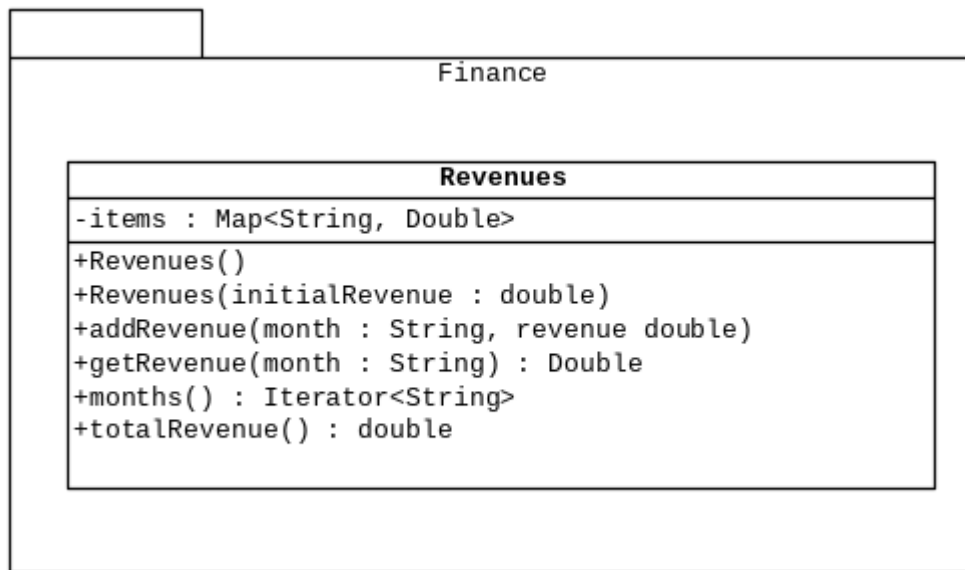 Finance
Revenues
-items : Map<String, Double>
+Revenues()
+Revenues(initialRevenue : double)
+addRevenue(month : String, revenue double)
+getRevenue(month : String) : Double
+months() : Iterator<String>
+totalRevenue() : double